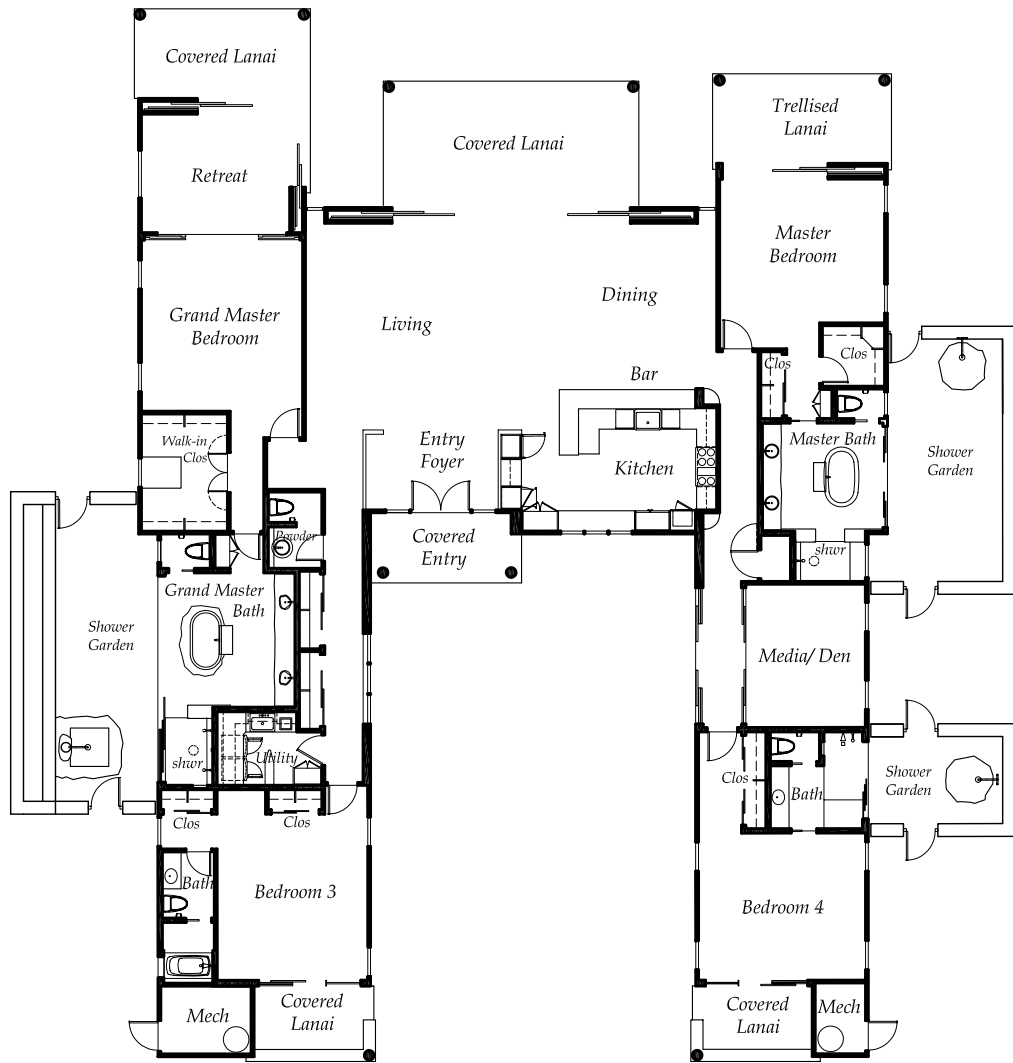 Covered Lanai
Trellised
Lanai
Covered Lanai
Retreat
Master
Bedroom
Dining
Grand Master
Bedroom
Living
Clos
Clos
Bar
Walk-in
Clos
Entry
Foyer
Master Bath
Shower
Garden
Kitchen
Powder
Covered
Entry
shwr
Grand Master
Bath
Shower
Garden
Media/ Den
Utility
shwr
Clos
Shower
Garden
Bath
Clos
Clos
Bath
Bedroom 3
Bedroom 4
Mech
Covered
Lanai
Covered
Lanai
Mech